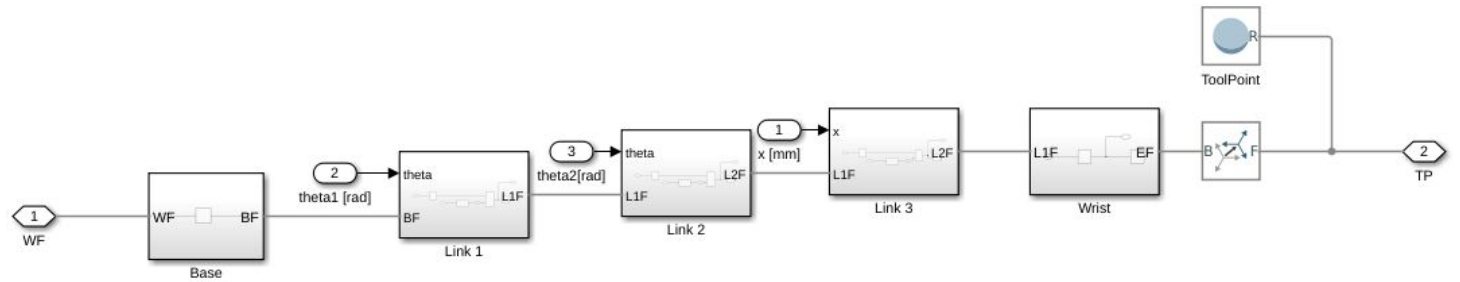 R
ToolPoint
1
WF
WF
BF
Base
2
theta1 [rad]
theta
BF
L1F
Link 1
3
theta2[rad]
theta
L1F
L2F
Link 2
1
x [mm]
x
L1F
L2F
Link 3
L1F
EF
Wrist
B
F
2
TP